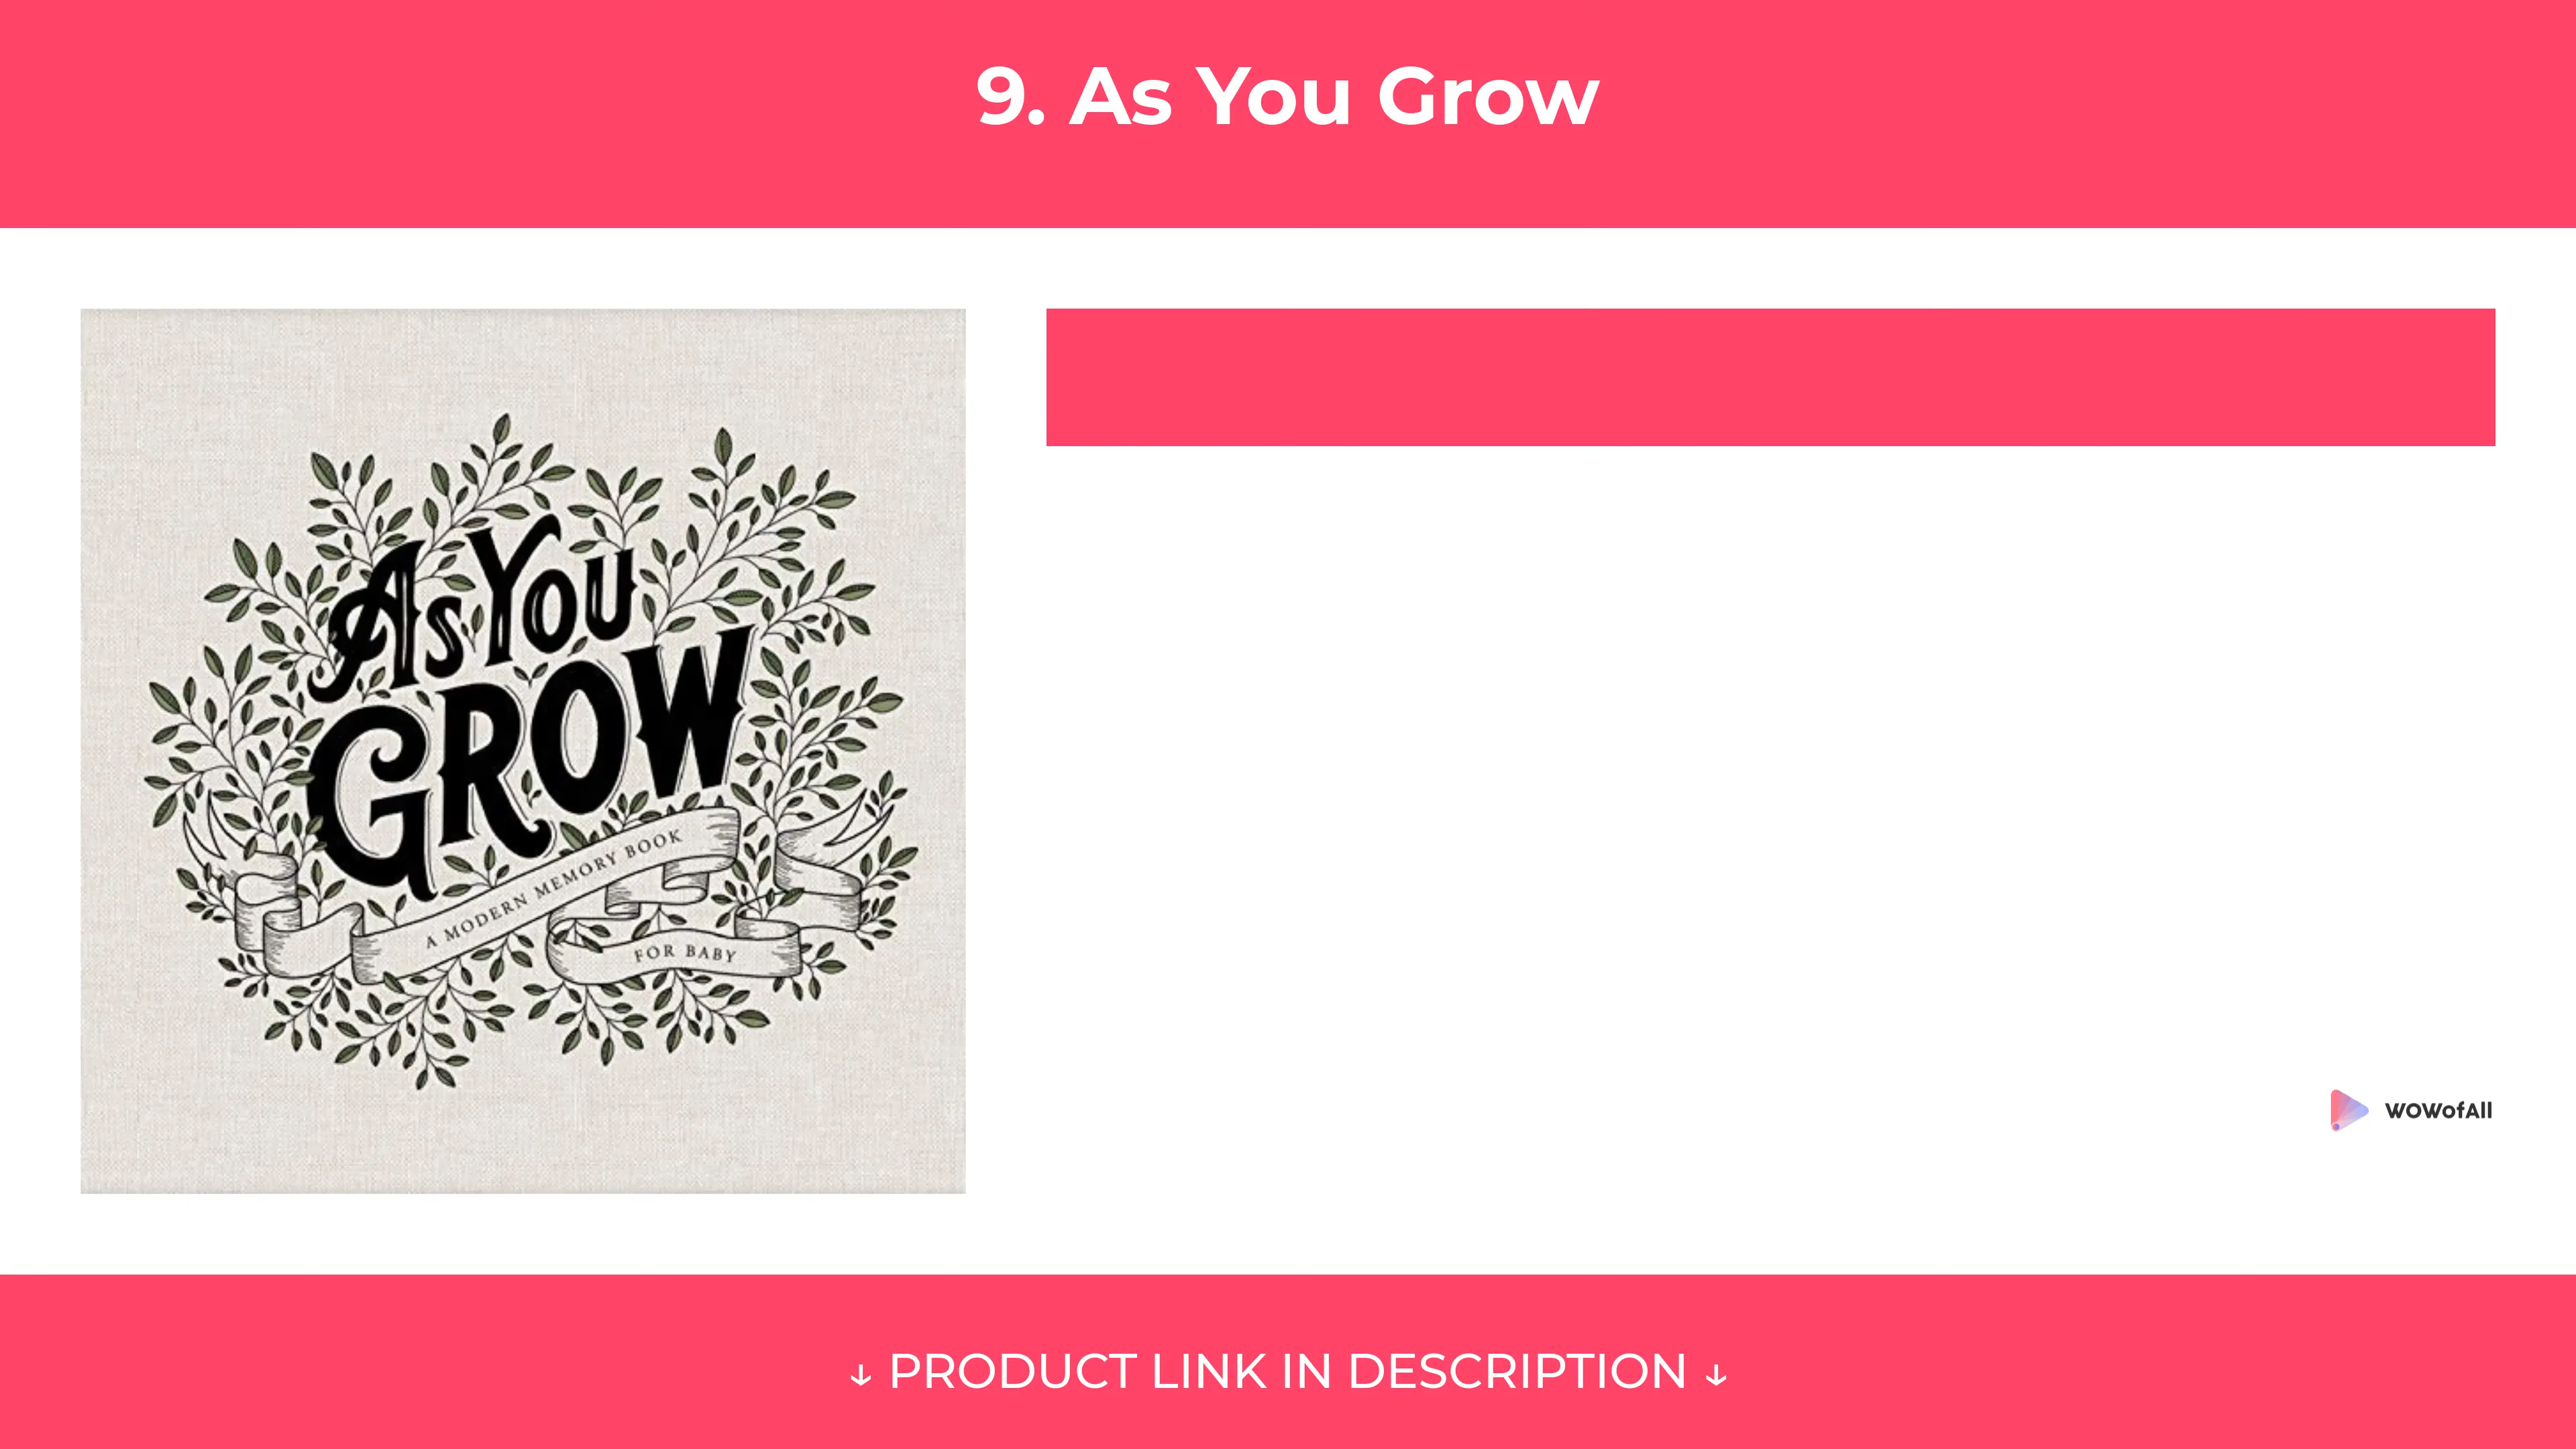 9. As You Grow
As You
GROW
A MODERN MEMORY BOOK
FOR BABY
wowofAll
↓ PRODUCT LINK IN DESCRIPTION ↓